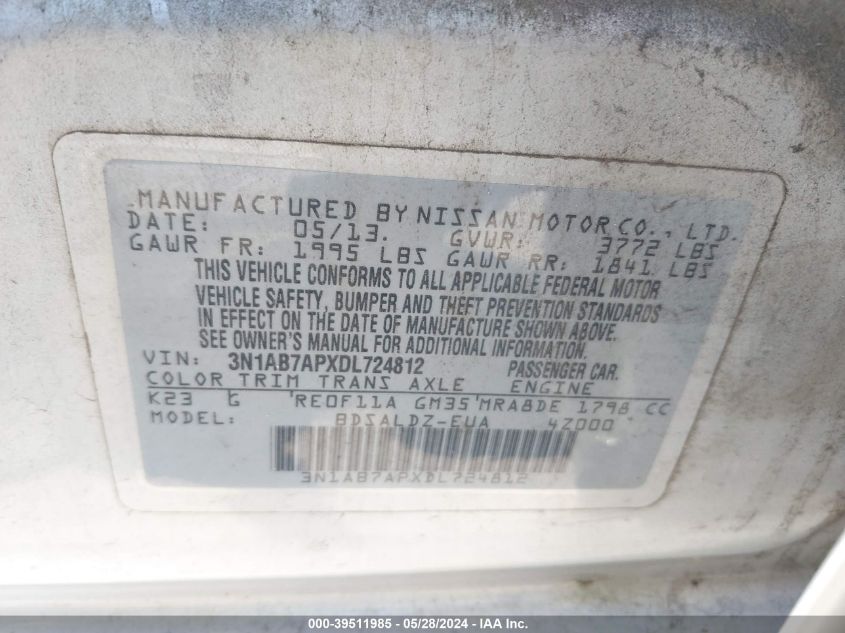 MANUFACTURED BY NISSAN MOTOR CO., LTD.
DATE: 05/13. GVWR: 3772 LBS
GAWR FR: 1995 LBS GAWR RR: 1841 LBS
THIS VEHICLE CONFORMS TO ALL APPLICABLE FEDERAL MOTOR
VEHICLE SAFETY, BUMPER AND THEFT PREVENTION STANDARDS
IN EFFECT ON THE DATE OF MANUFACTURE SHOWN ABOVE.
SEE OWNER'S MANUAL FOR ADDITIONAL INFORMATION.
VIN: 3N1AB7APXDL724812 PASSENGER CAR.
COLOR TRIM TRANS AXLE ENGINE
K23 G RE0F11A GM35 MRA8DE 1798 CC
MODEL: BDSALDZ-EUA 4Z000
3N1AB7APXDL724812
000-39511985 - 05/28/2024 - IAA Inc.